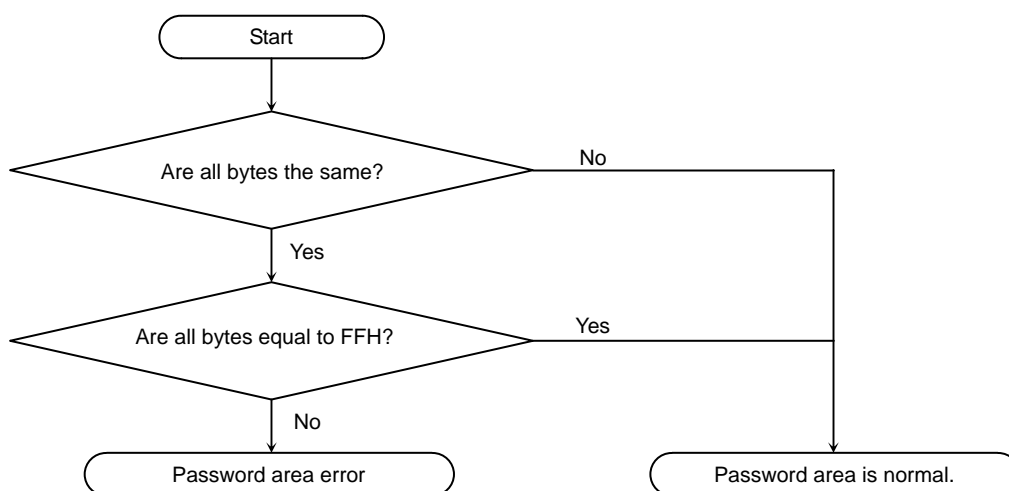 Start
Are all bytes the same?
No
Yes
Are all bytes equal to FFH?
Yes
No
Password area error
Password area is normal.